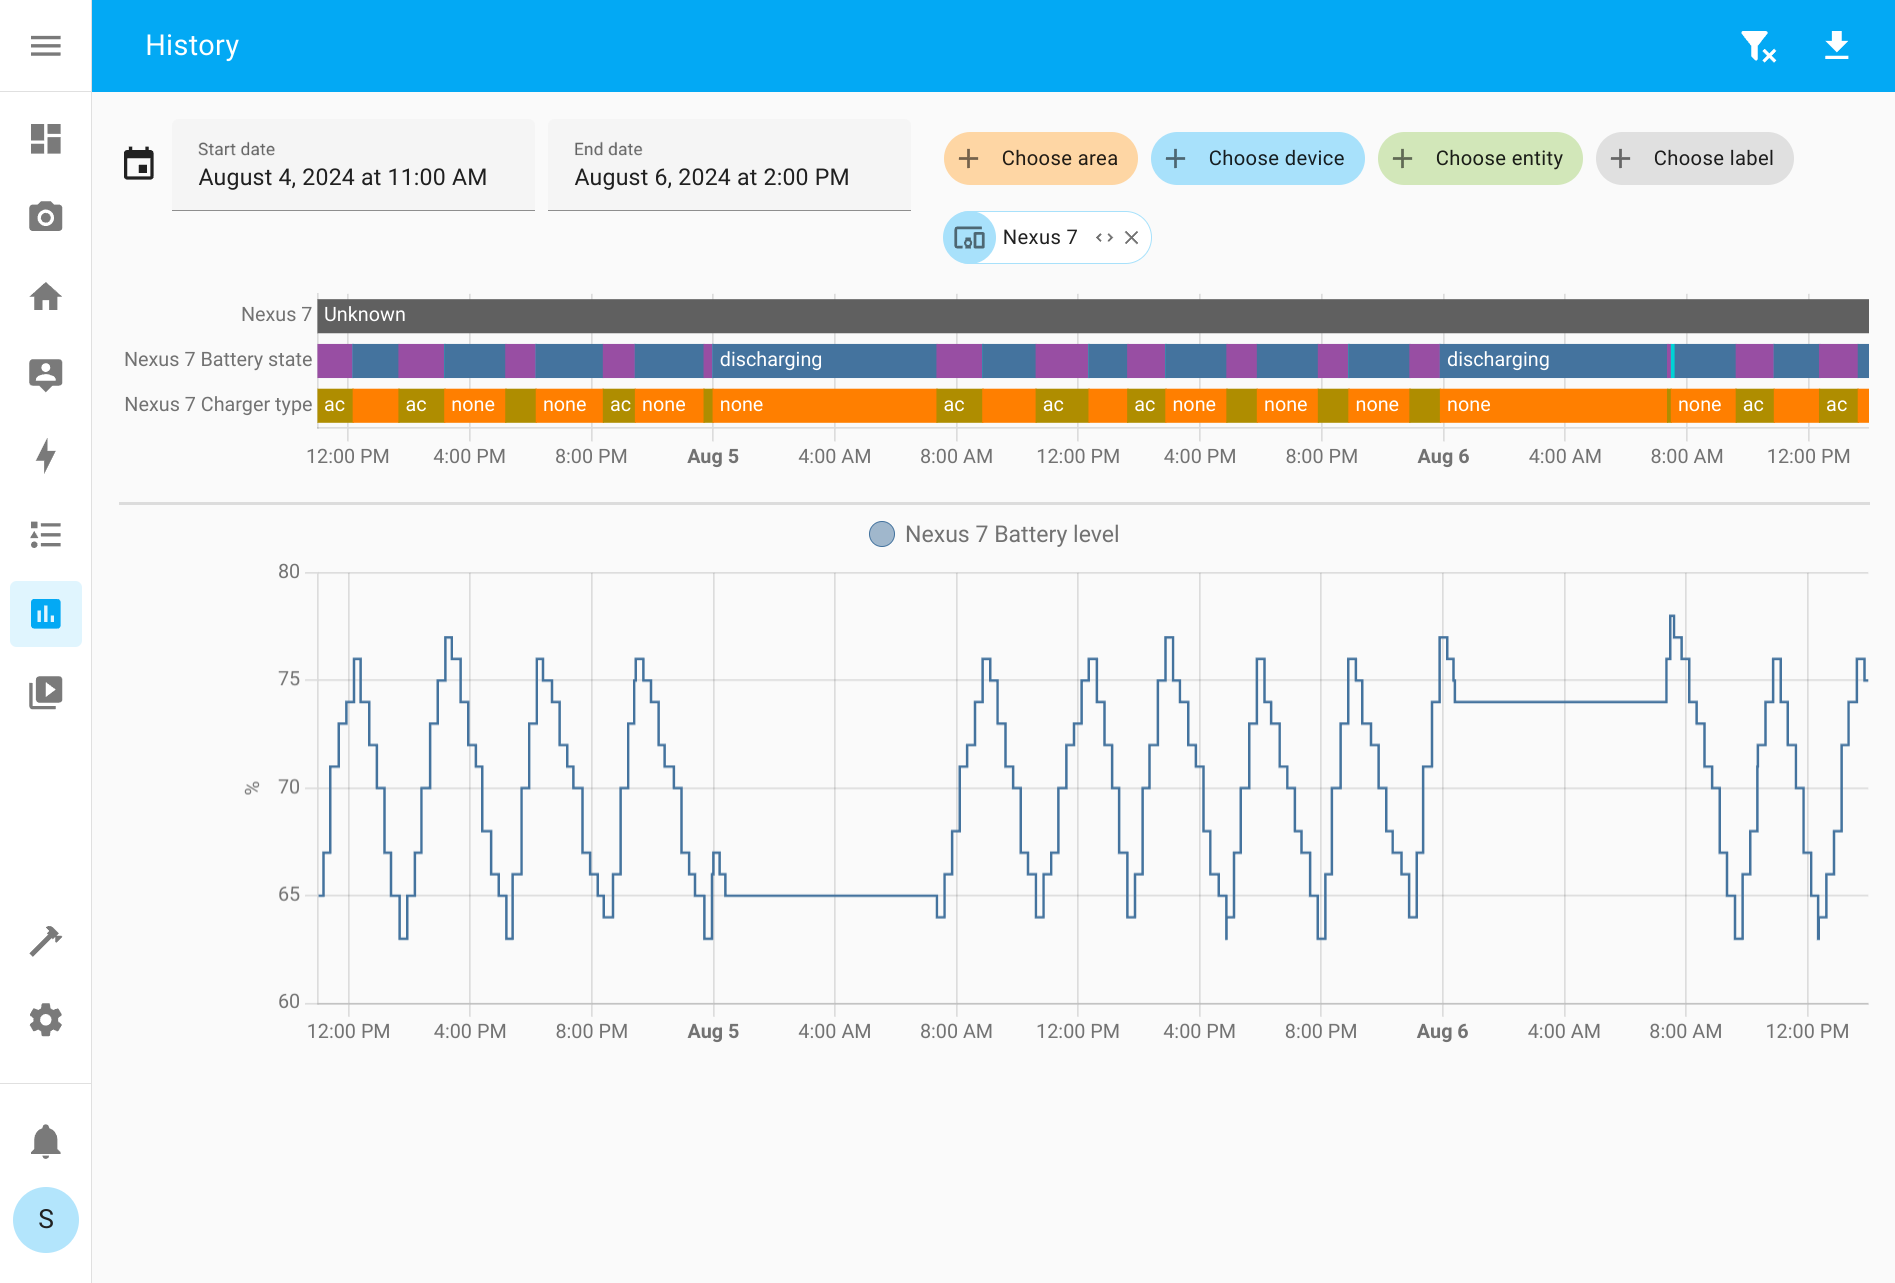 History
Start date
August 4, 2024 at 11:00 AM
End date
August 6, 2024 at 2:00 PM
Choose area
Choose device
Choose entity
Choose label
Nexus 7
Nexus 7 Unknown
Nexus 7 Battery state discharging discharging
Nexus 7 Charger type ac ac none none ac none none ac ac ac none none none none none ac ac
12:00 PM 4:00 PM 8:00 PM Aug 5 4:00 AM 8:00 AM 12:00 PM 4:00 PM 8:00 PM Aug 6 4:00 AM 8:00 AM 12:00 PM
Nexus 7 Battery level
80
75
% 70
65
60
12:00 PM 4:00 PM 8:00 PM Aug 5 4:00 AM 8:00 AM 12:00 PM 4:00 PM 8:00 PM Aug 6 4:00 AM 8:00 AM 12:00 PM
S